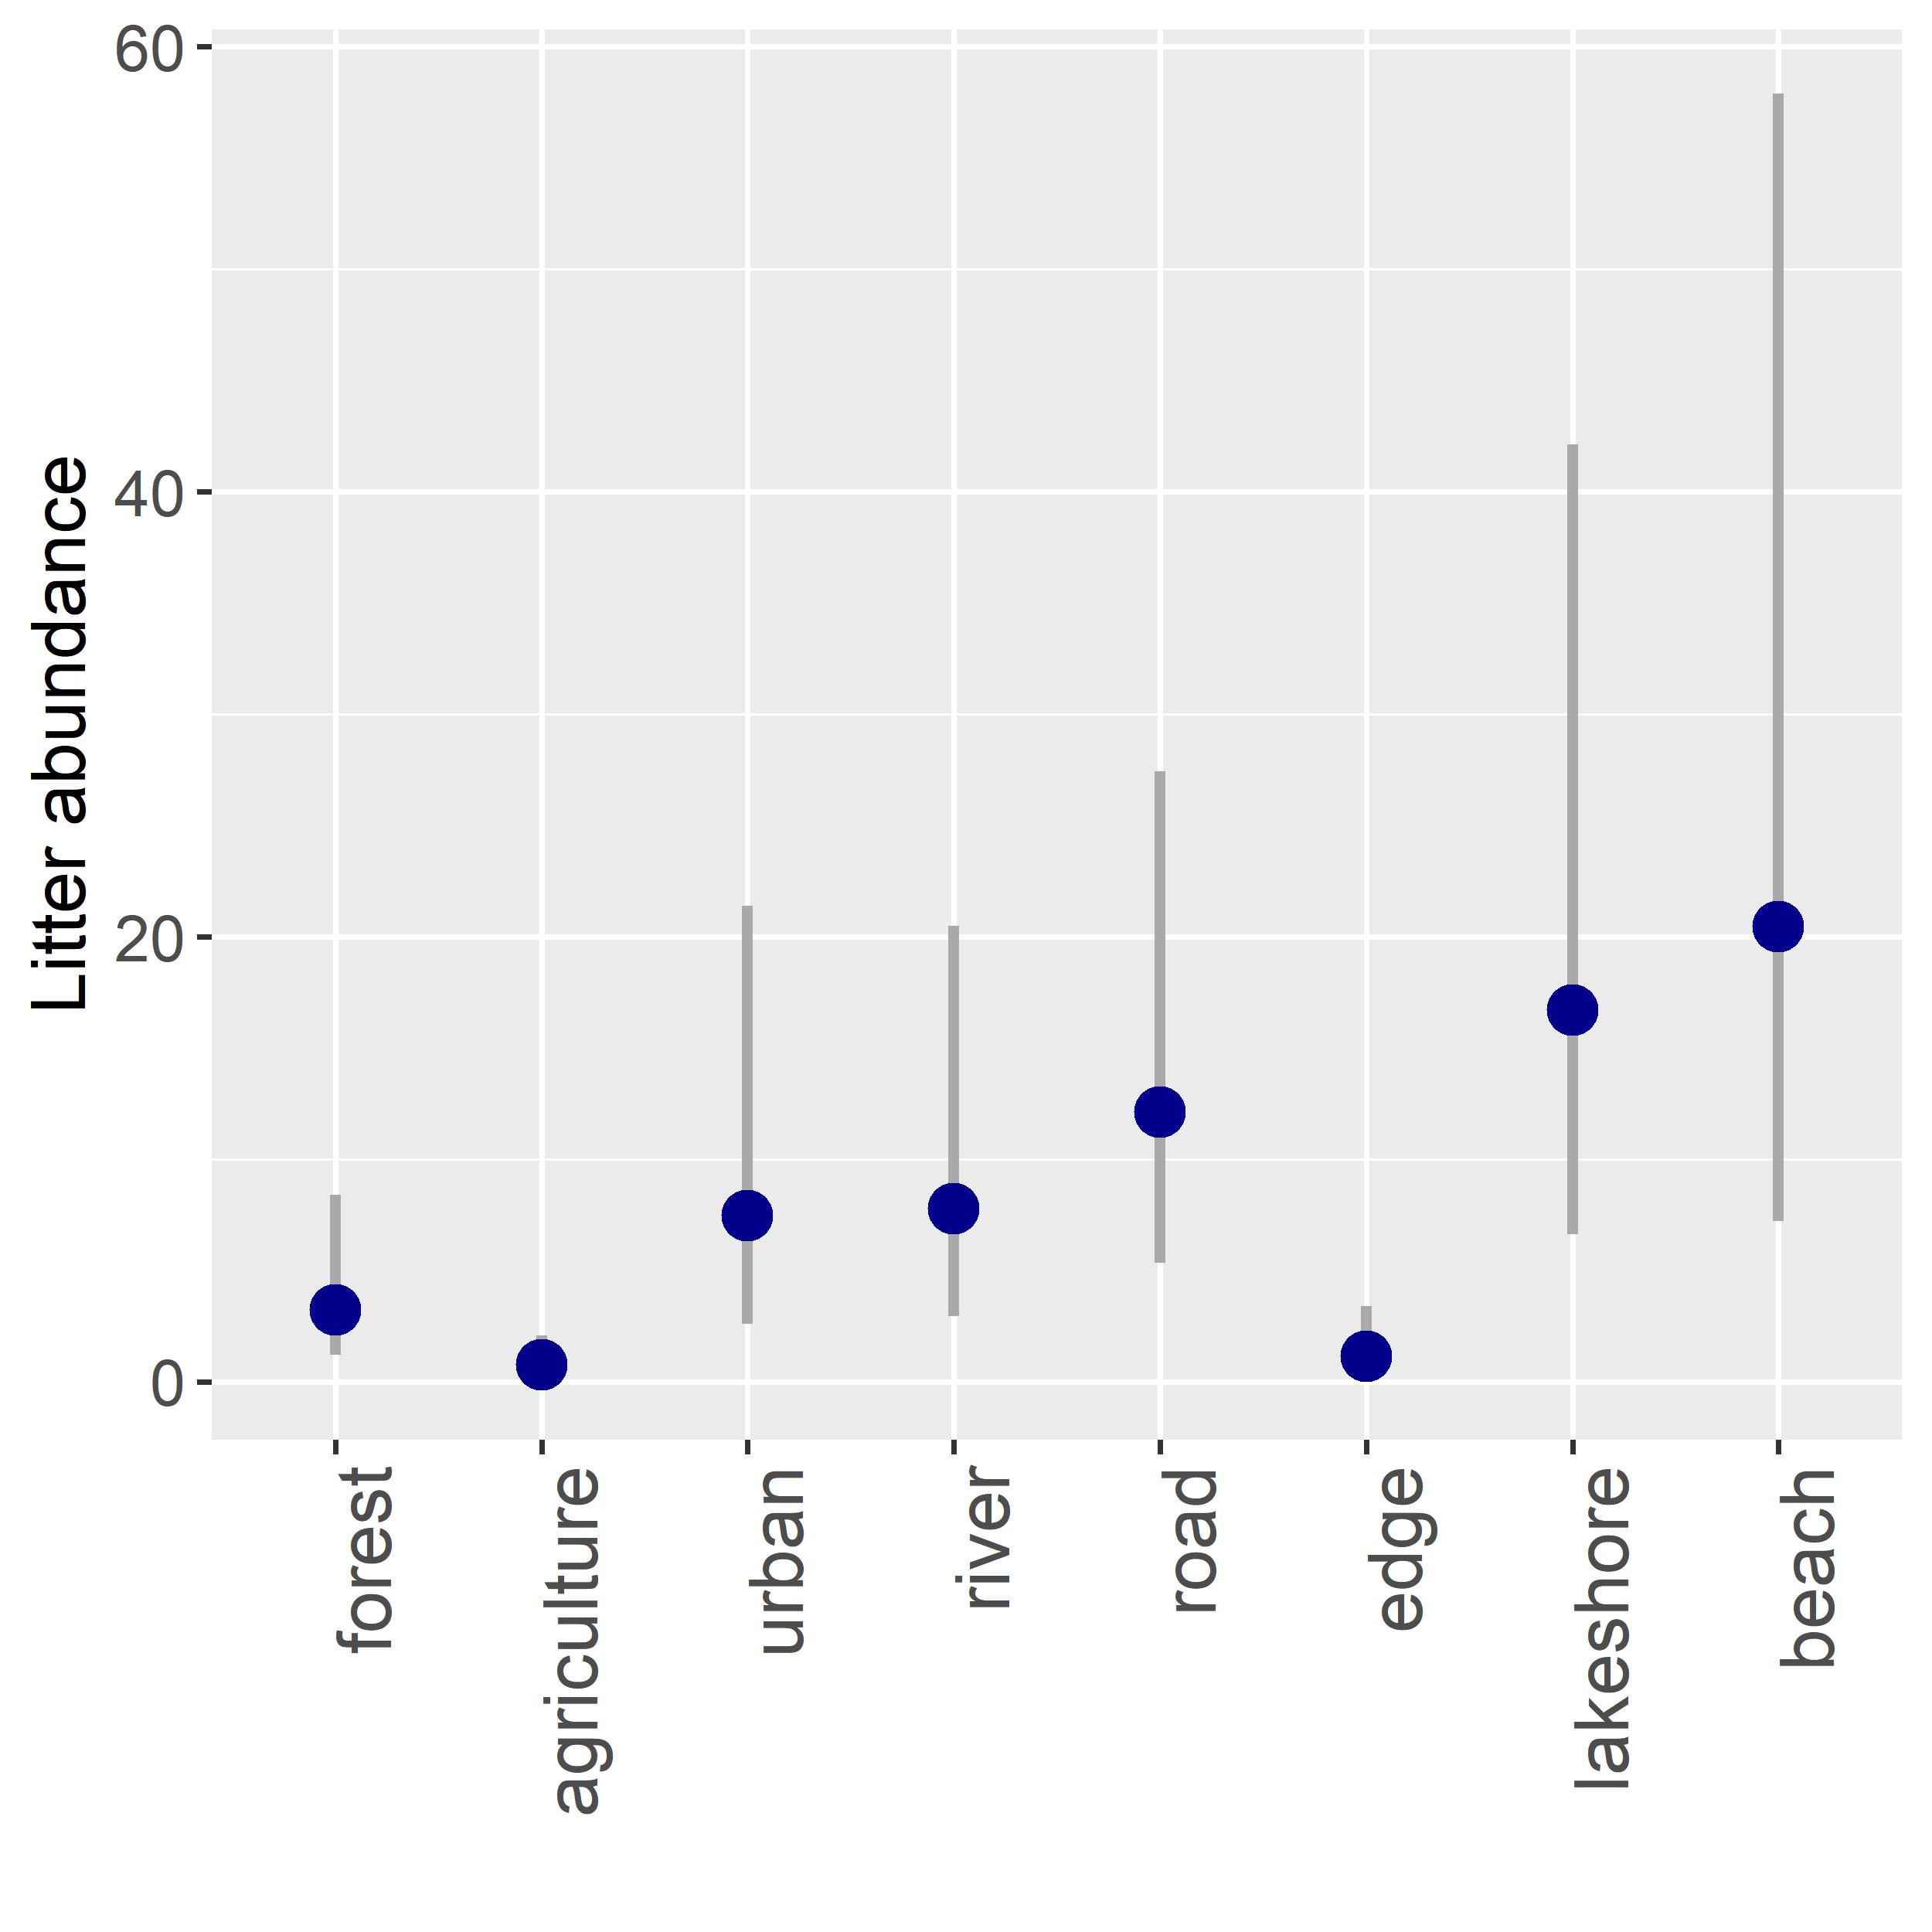 Litter abundance
60
40
20
0
forest
agriculture
urban
river
road
edge
lakeshore
beach